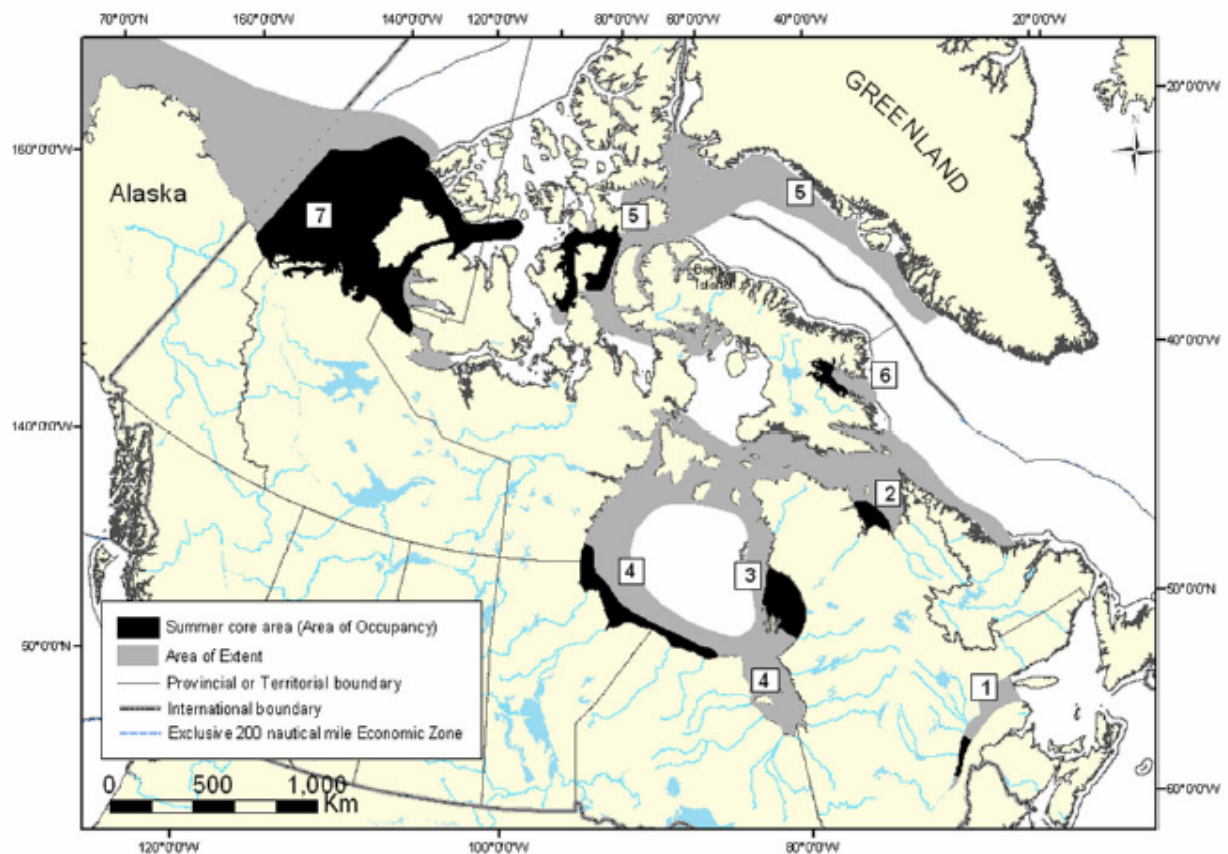 70°0'0"N 160°0'0"W 140°0'0"W 120°0'0"W 80°0'0"W 60°0'0"W 40°0'0"W 20°0'0"W
GREENLAND
20°0'0"W
N
160°0'0"W
Alaska
7
5
5
40°0'0"W
6
140°0'0"W
2
4
3
50°0'0"W
Summer core area (Area of Occupancy)
Area of Extent
Provincial or Territorial boundary
International boundary
Exclusive 200 nautical mile Economic Zone
50°0'0"N
4
1
0 500 1,000
Km
60°0'0"W
120°0'0"W 100°0'0"W 80°0'0"W